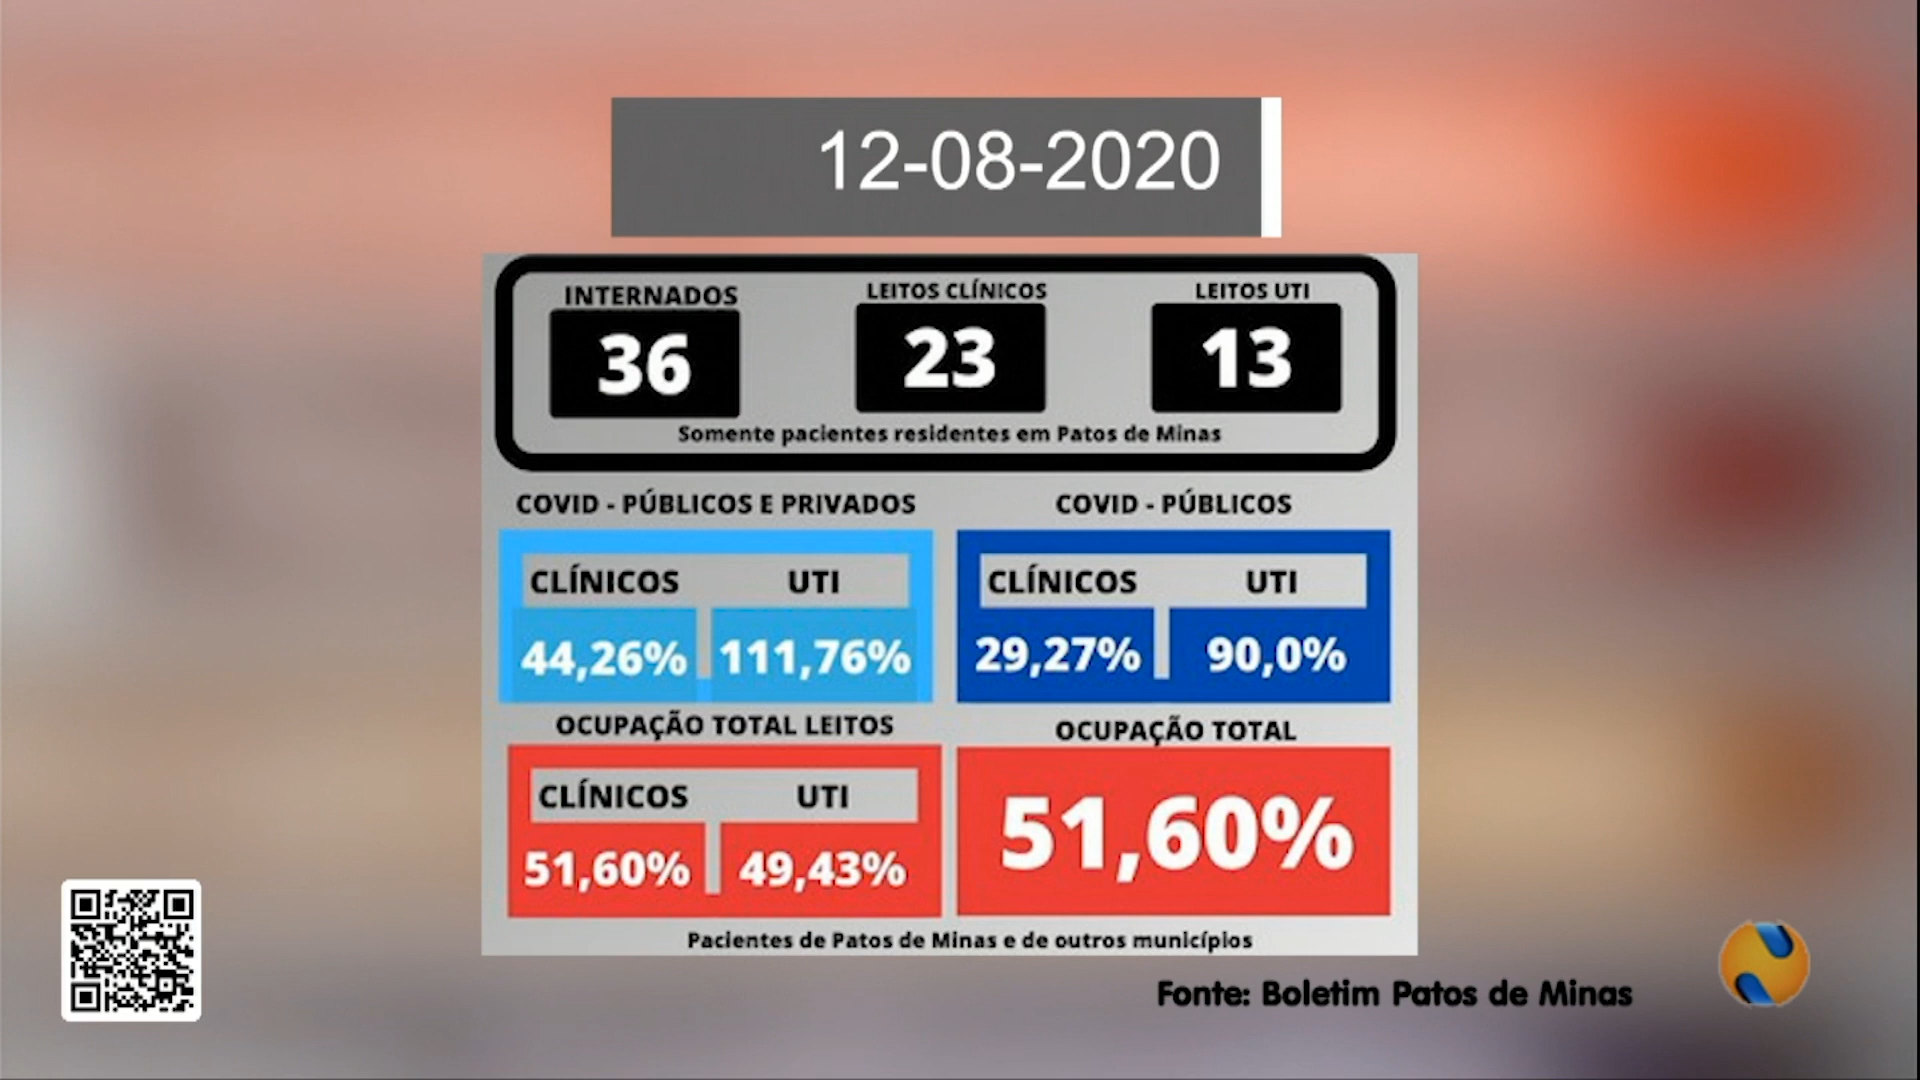 12-08-2020
INTERNADOS LEITOS CLÍNICOS LEITOS UTI
36 23 13
Somente pacientes residentes em Patos de Minas
COVID - PÚBLICOS E PRIVADOS COVID - PÚBLICOS
CLÍNICOS UTI CLÍNICOS UTI
44,26% 111,76% 29,27% 90,0%
OCUPAÇÃO TOTAL LEITOS OCUPAÇÃO TOTAL
CLÍNICOS UTI
51,60% 49,43% 51,60%
Pacientes de Patos de Minas e de outros municípios
Fonte: Boletim Patos de Minas